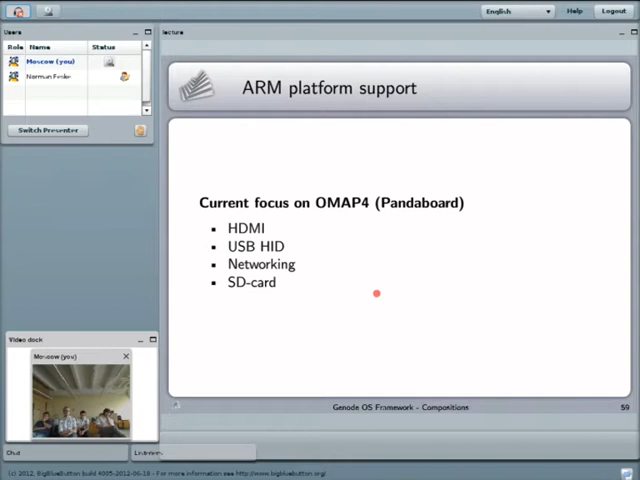 English
Help
Logout
Users
Role Name Status
Moscow (you)
Norman Feske
Switch Presenter
lecture
ARM platform support
Current focus on OMAP4 (Pandaboard)
▪ HDMI
▪ USB HID
▪ Networking
▪ SD-card
Genode OS Framework - Compositions
59
Video dock
Moscow (you)
Chat
Listeners
(c) 2012, BigBlueButton build 4005-2012-06-18 - For more information see http://www.bigbluebutton.org/